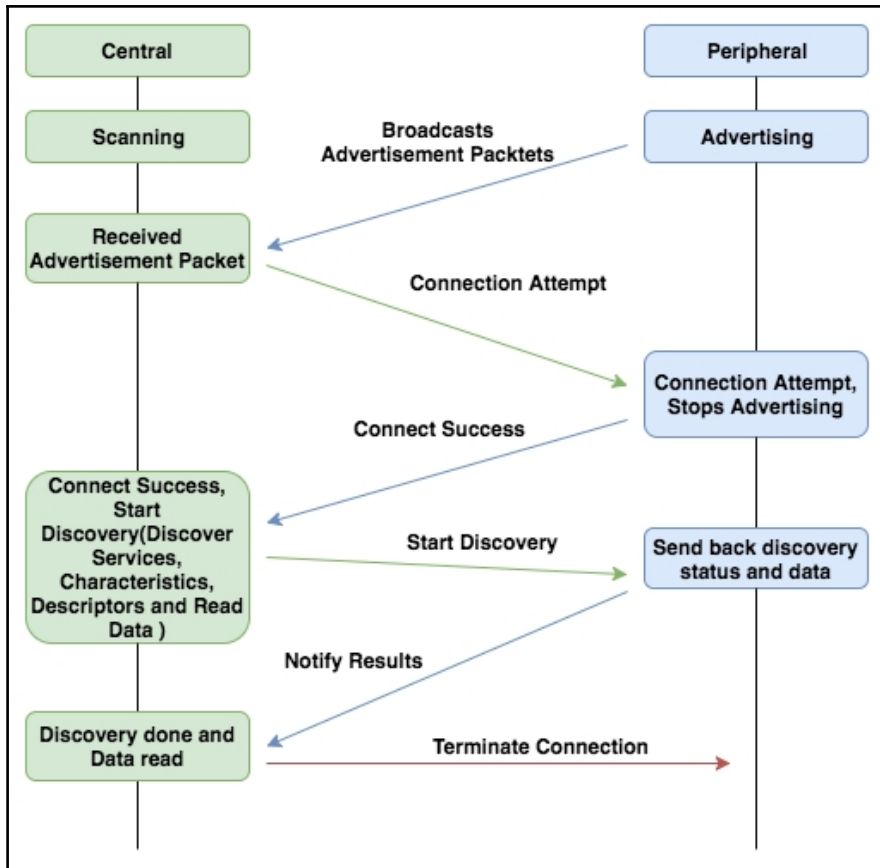 Central
Peripheral
Scanning
Advertising
Broadcasts
Advertisement Packtets
Received
Advertisement Packet
Connection Attempt
Connection Attempt,
Stops Advertising
Connect Success
Connect Success,
Start
Discovery(Discover
Services,
Characteristics,
Descriptors and Read
Data )
Start Discovery
Send back discovery
status and data
Notify Results
Discovery done and
Data read
Terminate Connection